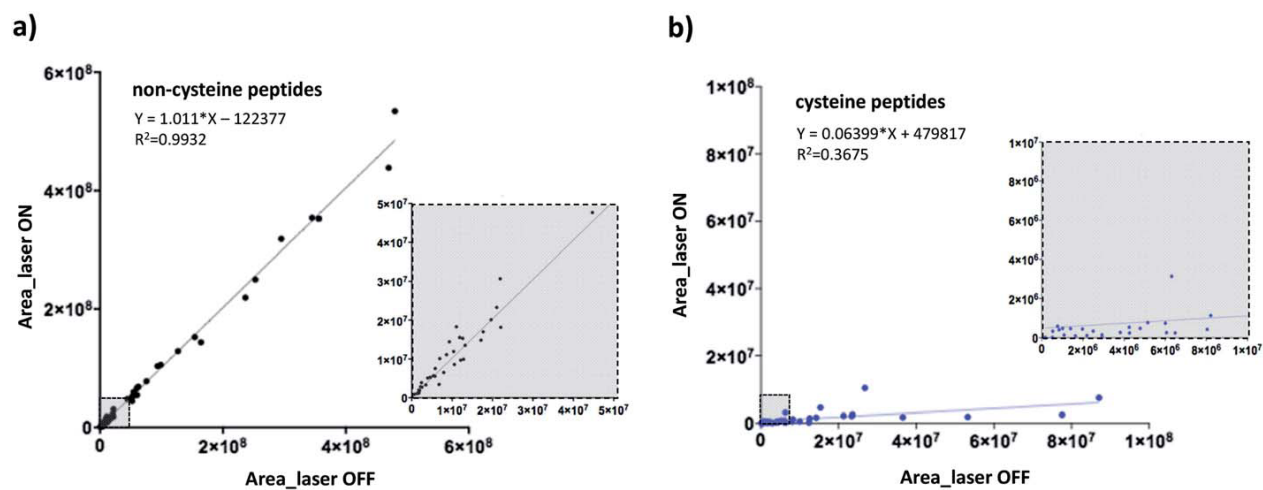 a)
6×10⁸
4×10⁸
2×10⁸
0
Area_laser ON
non-cysteine peptides
Y = 1.011*X – 122377
R²=0.9932
5×10⁷
4×10⁷
3×10⁷
2×10⁷
1×10⁷
0
0 1×10⁷ 2×10⁷ 3×10⁷ 4×10⁷ 5×10⁷
0 2×10⁸ 4×10⁸ 6×10⁸
Area_laser OFF
b)
1×10⁸
8×10⁷
6×10⁷
4×10⁷
2×10⁷
0
Area_laser ON
cysteine peptides
Y = 0.06399*X + 479817
R²=0.3675
1×10⁷
8×10⁶
6×10⁶
4×10⁶
2×10⁶
0
0 2×10⁶ 4×10⁶ 6×10⁶ 8×10⁶ 1×10⁷
0 2×10⁷ 4×10⁷ 6×10⁷ 8×10⁷ 1×10⁸
Area_laser OFF